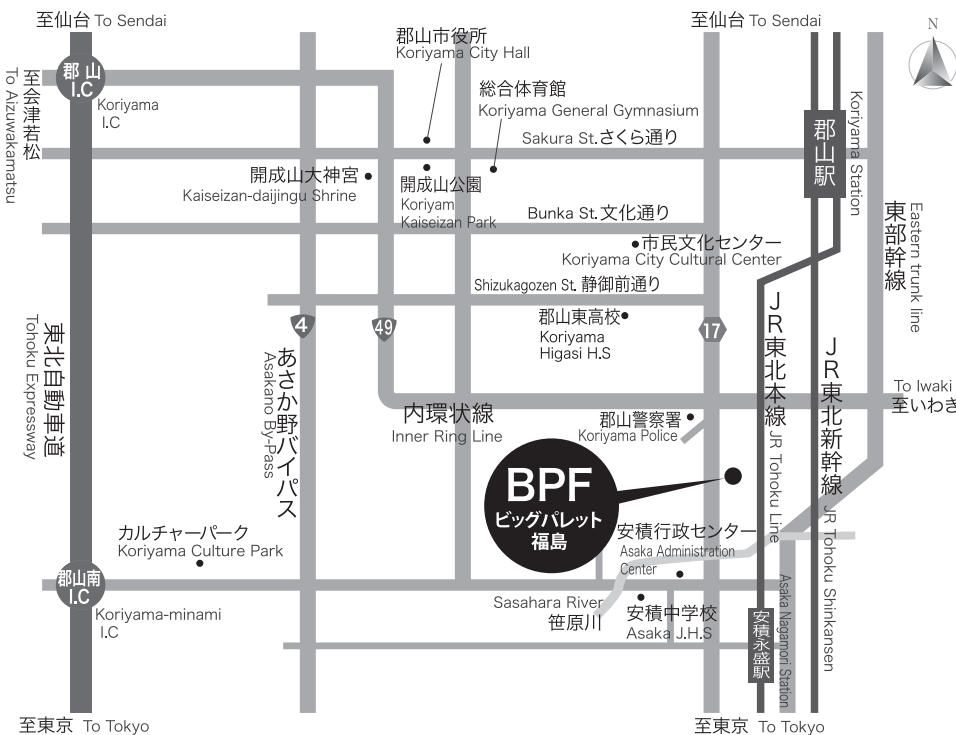 至仙台 To Sendai
至仙台 To Sendai
N
郡山市役所
Koriyama City Hall
郡 山
I.C
Koriyama
I.C
至会津若松
To Aizuwakamatsu
総合体育館
Koriyama General Gymnasium
Sakura St.さくら通り
郡山駅
Koriyama Station
開成山大神宮
Kaiseizan-daijingu Shrine
開成山公園
Koriyam
Kaiseizan Park
Bunka St.文化通り
東部幹線
Eastern trunk line
市民文化センター
Koriyama City Cultural Center
Shizukagozen St. 静御前通り
4
49
17
郡山東高校
Koriyama
Higasi H.S
東北自動車道
Tohoku Expressway
あさか野バイパス
Asakano By-Pass
JR東北本線 JR Tohoku Line
JR東北新幹線 JR Tohoku Shinkansen
To Iwaki
至いわき
内環状線
Inner Ring Line
郡山警察署
Koriyama Police
BPF
ビッグパレット
福島
カルチャーパーク
Koriyama Culture Park
安積行政センター
Asaka Administration
Center
郡山南
I.C
Koriyama-minami
I.C
Sasahara River
笹原川
安積中学校
Asaka J.H.S
安積永盛駅
Asaka Nagamori Station
至東京 To Tokyo
至東京 To Tokyo